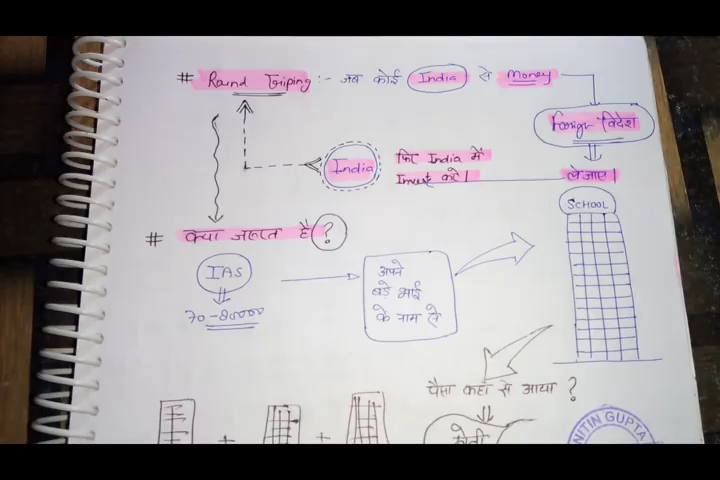 # Round Triping :- जब कोई India से Money
Foreign विदेश
लेजाए।
फिर India में
Invest करे।
India
# क्या जरूरत है ?
IAS
70-80000
अपने
बड़े भाई
के नाम से
SCHOOL
पैसा कहाँ से आया ?
+ +
खेती
NITIN GUPTA